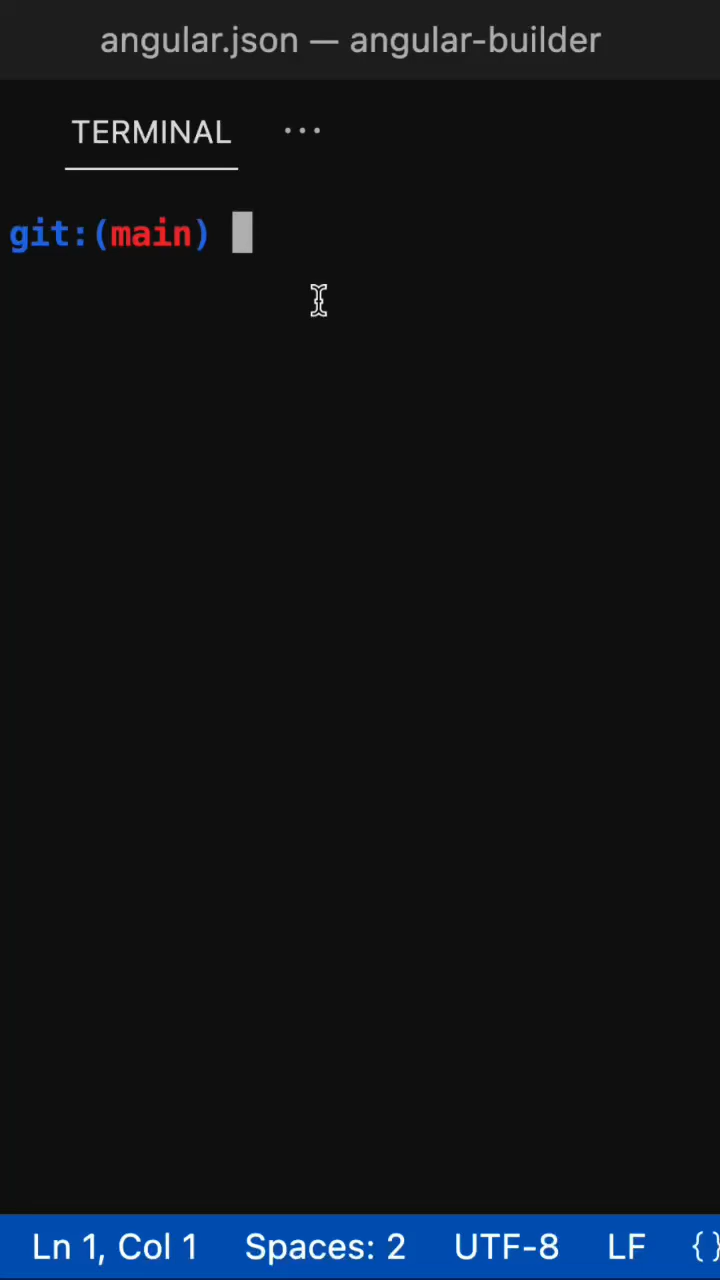 angular.json — angular-builder
TERMINAL ···
git:(main)
Ln 1, Col 1 Spaces: 2 UTF-8 LF {}